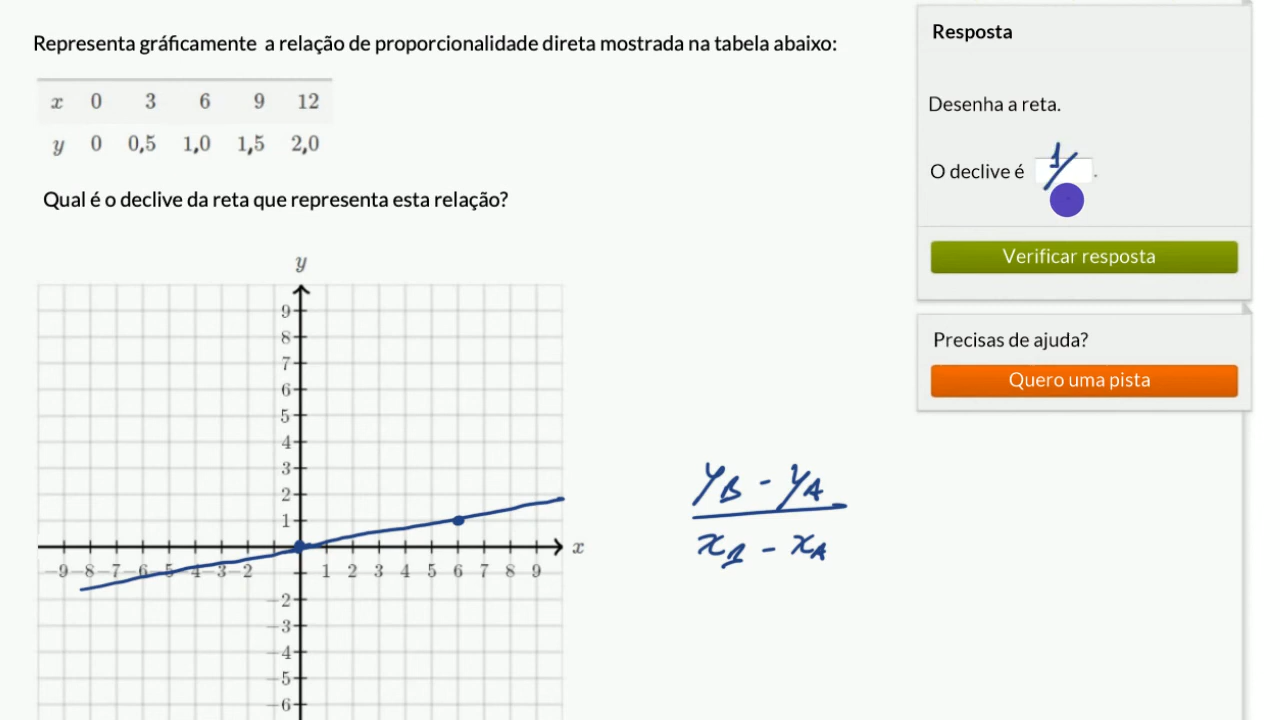 Representa gráficamente a relação de proporcionalidade direta mostrada na tabela abaixo:
x 0 3 6 9 12
y 0 0,5 1,0 1,5 2,0
Qual é o declive da reta que representa esta relação?
y
9
8
7
6
5
4
3
2
1
x
-9 -8 -7 -6 -5 -4 -3 -2 1 2 3 4 5 6 7 8 9
-2
-3
-4
-5
-6
yB - yA
x1 - xA
Resposta
Desenha a reta.
O declive é 1/ .
Verificar resposta
Precisas de ajuda?
Quero uma pista